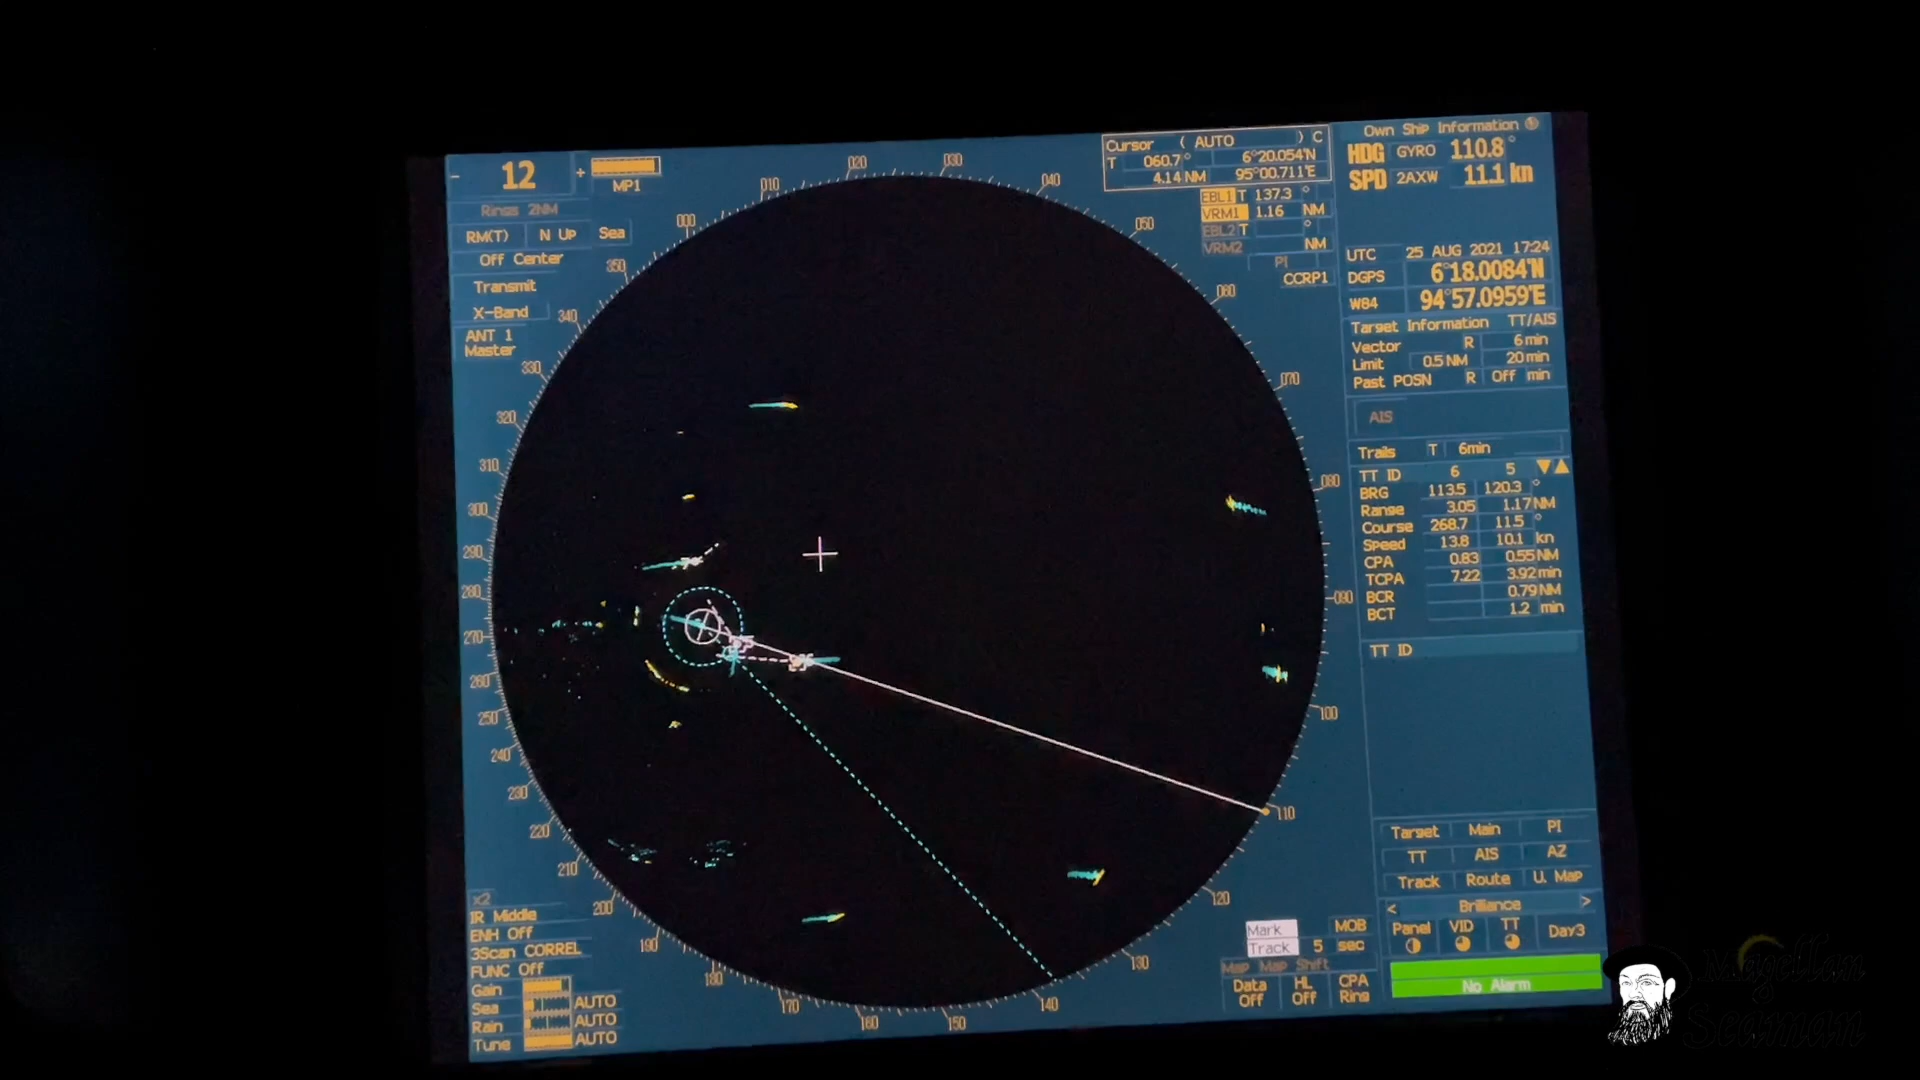 − 12 +
MP1
Rings 2NM
RM(T) N Up Sea
Off Center
Transmit
X-Band
ANT 1
Master
000 010 020 030 040 050 060 070 080 090 100 110 120 130 140 150 160 170 180 190 200 210 220 230 240 250 260 270 280 290 300 310 320 330 340 350
Cursor ( AUTO ) C
T 060.7° 6°20.054'N
4.14 NM 95°00.711'E
EBL1 T 137.3 °
VRM1 1.16 NM
EBL2 T °
VRM2 NM
PI
CCRP1
Own Ship Information
HDG GYRO 110.8 °
SPD 2AXW 11.1 kn
UTC 25 AUG 2021 17:24
DGPS 6°18.0084'N
W84 94°57.0959'E
Target Information TT/AIS
Vector R 6 min
Limit 0.5 NM 20 min
Past POSN R Off min
AIS
Trails T 6min
TT ID 6 5 ▼▲
BRG 113.5 120.3 °
Range 3.05 1.17 NM
Course 268.7 11.5 °
Speed 13.8 10.1 kn
CPA 0.83 0.55 NM
TCPA 7.22 3.92 min
BCR 0.79 NM
BCT 1.2 min
TT ID
Target Main PI
TT AIS AZ
Track Route U. Map
< Brilliance >
Panel VID TT Day3
No Alarm
x2
IR Middle
ENH Off
3Scan CORREL
FUNC Off
Gain
Sea AUTO
Rain AUTO
Tune AUTO
Mark MOB
Track 5 sec
Map Map Shift
Data HL CPA
Off Off Ring
Magellan
Seaman